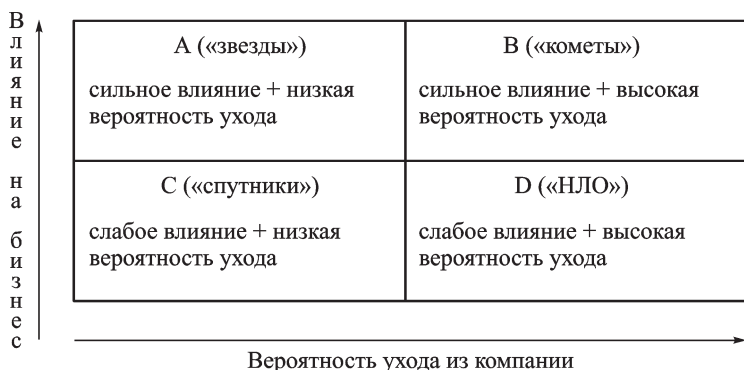 Влияние на бизнес
А («звезды»)
сильное влияние + низкая
вероятность ухода
В («кометы»)
сильное влияние + высокая
вероятность ухода
С («спутники»)
слабое влияние + низкая
вероятность ухода
D («НЛО»)
слабое влияние + высокая
вероятность ухода
Вероятность ухода из компании